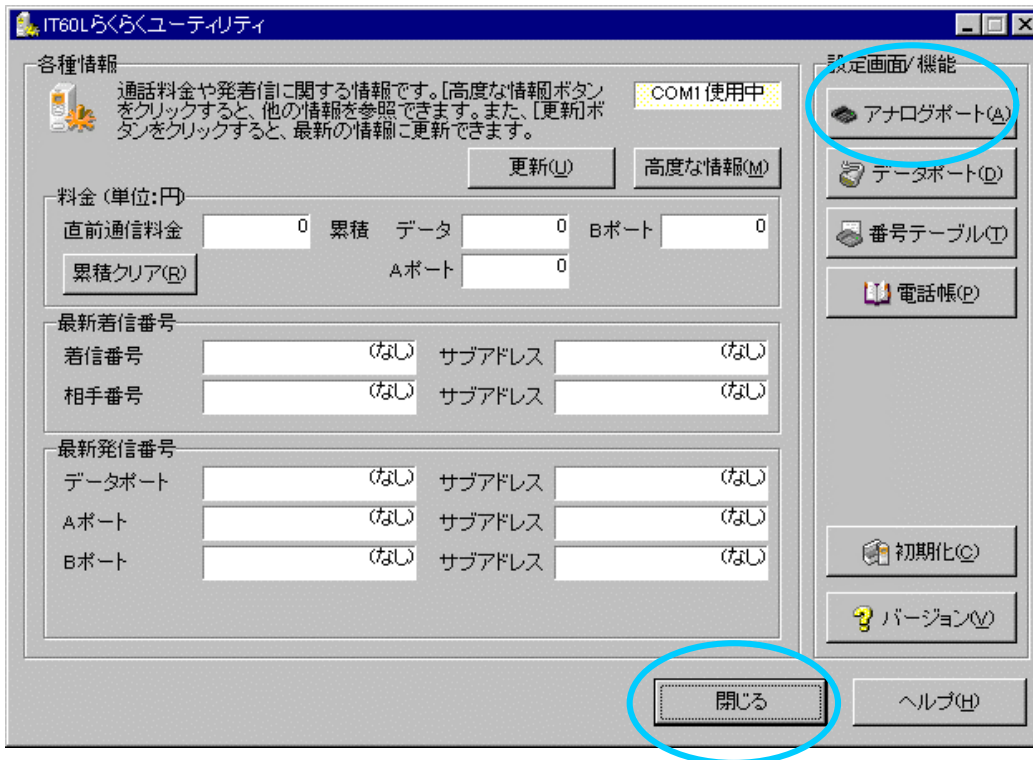 IT60Lらくらくユーティリティ
各種情報
通話料金や発着信に関する情報です。[高度な情報]ボタン
をクリックすると、他の情報を参照できます。また、[更新]ボ
タンをクリックすると、最新の情報に更新できます。
COM1使用中
更新(U) 高度な情報(M)
料金(単位:円)
直前通信料金 0 累積 データ 0 Bポート 0
累積クリア(R) Aポート 0
最新着信番号
着信番号 (なし) サブアドレス (なし)
相手番号 (なし) サブアドレス (なし)
最新発信番号
データポート (なし) サブアドレス (なし)
Aポート (なし) サブアドレス (なし)
Bポート (なし) サブアドレス (なし)
設定画面/機能
アナログポート(A)
データポート(D)
番号テーブル(T)
電話帳(P)
初期化(C)
バージョン(V)
閉じる ヘルプ(H)